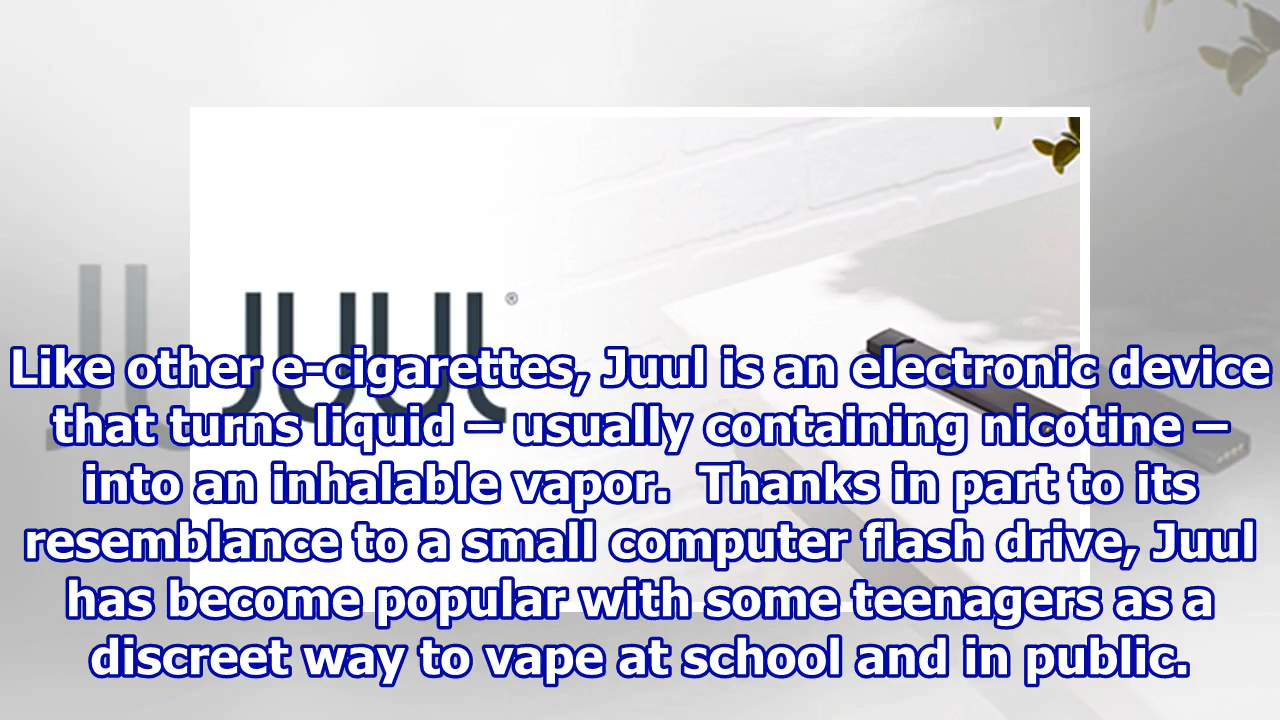 JUUL®
Like other e-cigarettes, Juul is an electronic device
that turns liquid – usually containing nicotine –
into an inhalable vapor.  Thanks in part to its
resemblance to a small computer flash drive, Juul
has become popular with some teenagers as a
discreet way to vape at school and in public.